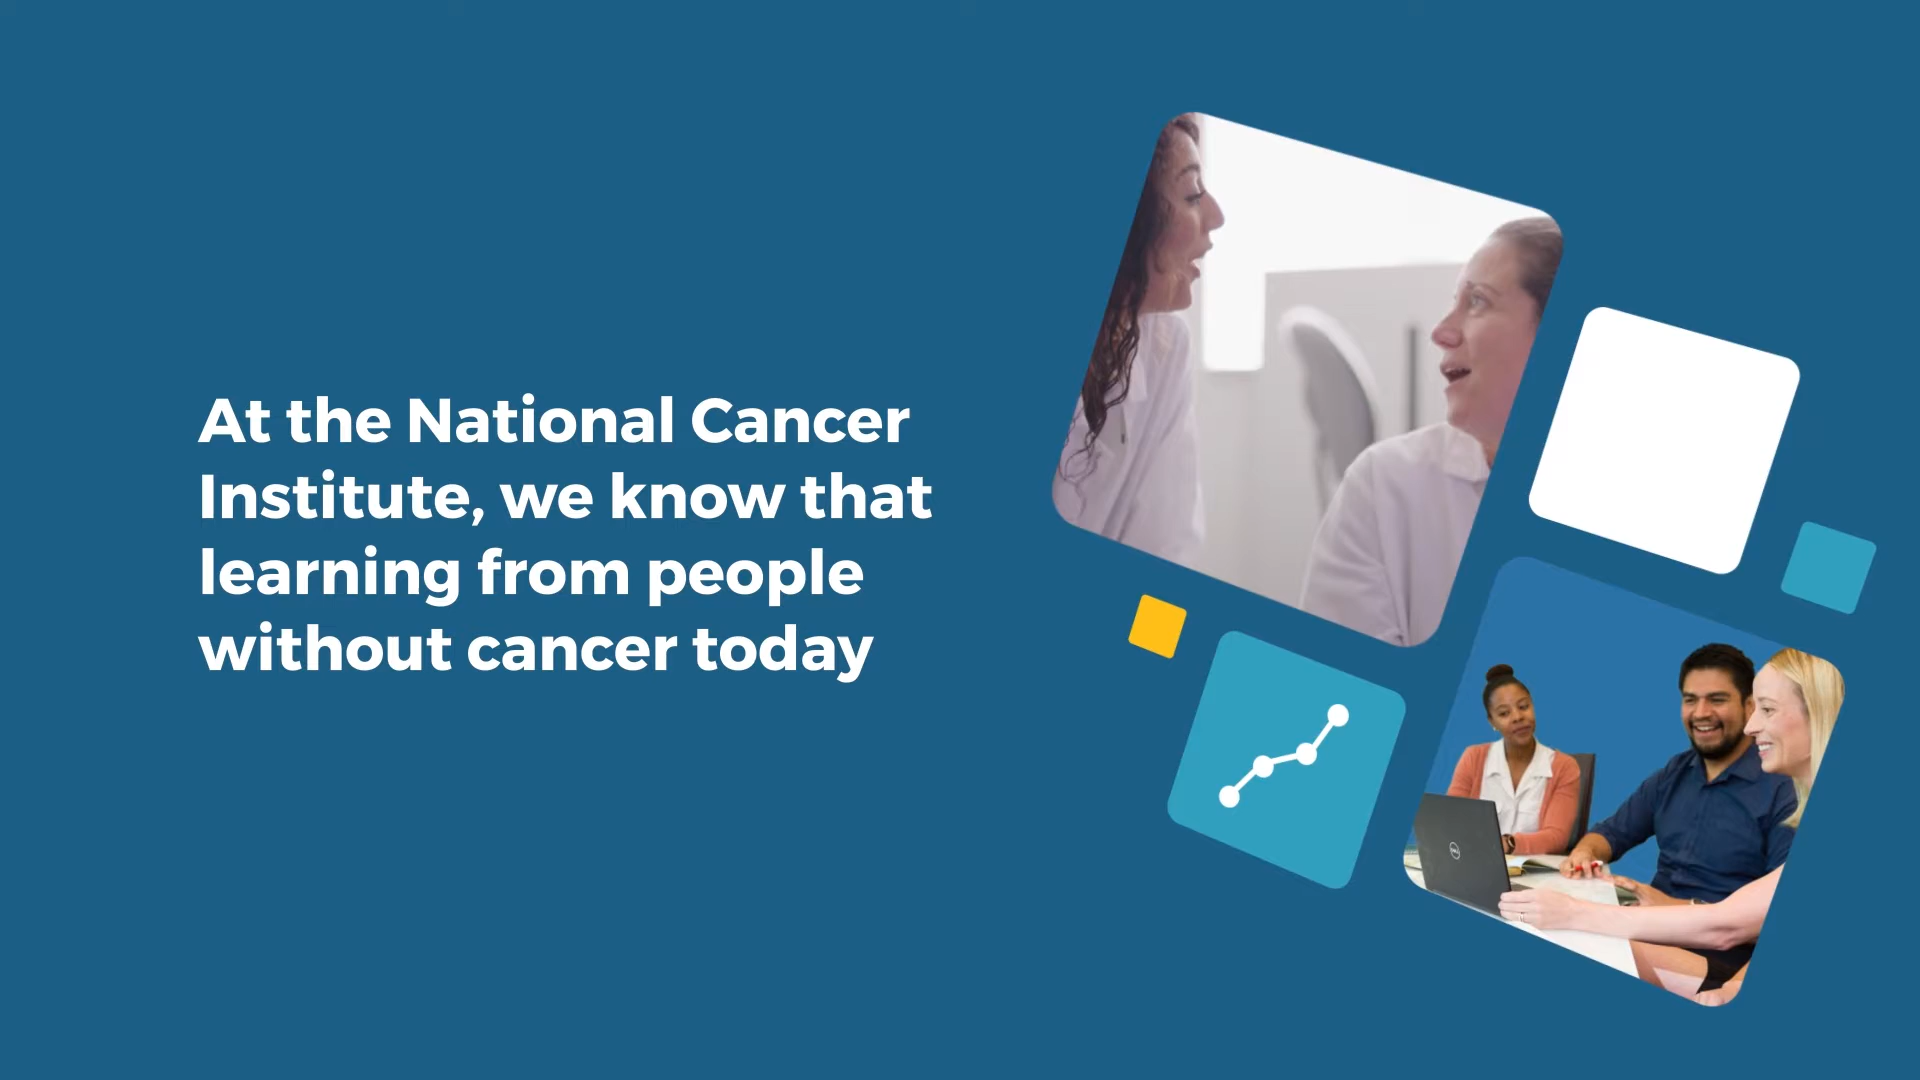 At the National Cancer
Institute, we know that
learning from people
without cancer today